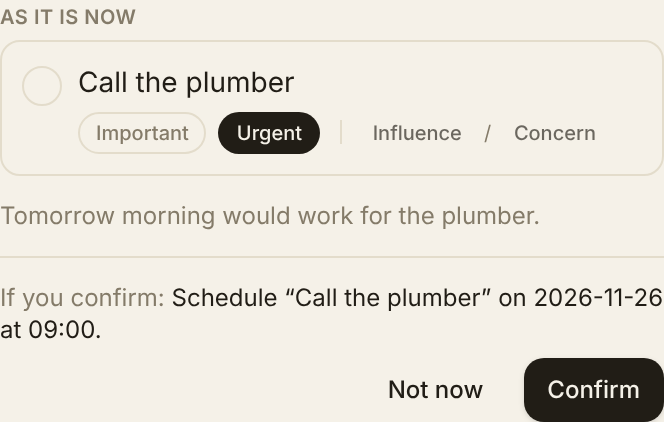 AS IT IS NOW
Call the plumber
Important Urgent Influence / Concern
Tomorrow morning would work for the plumber.
If you confirm: Schedule “Call the plumber” on 2026-11-26
at 09:00.
Not now Confirm